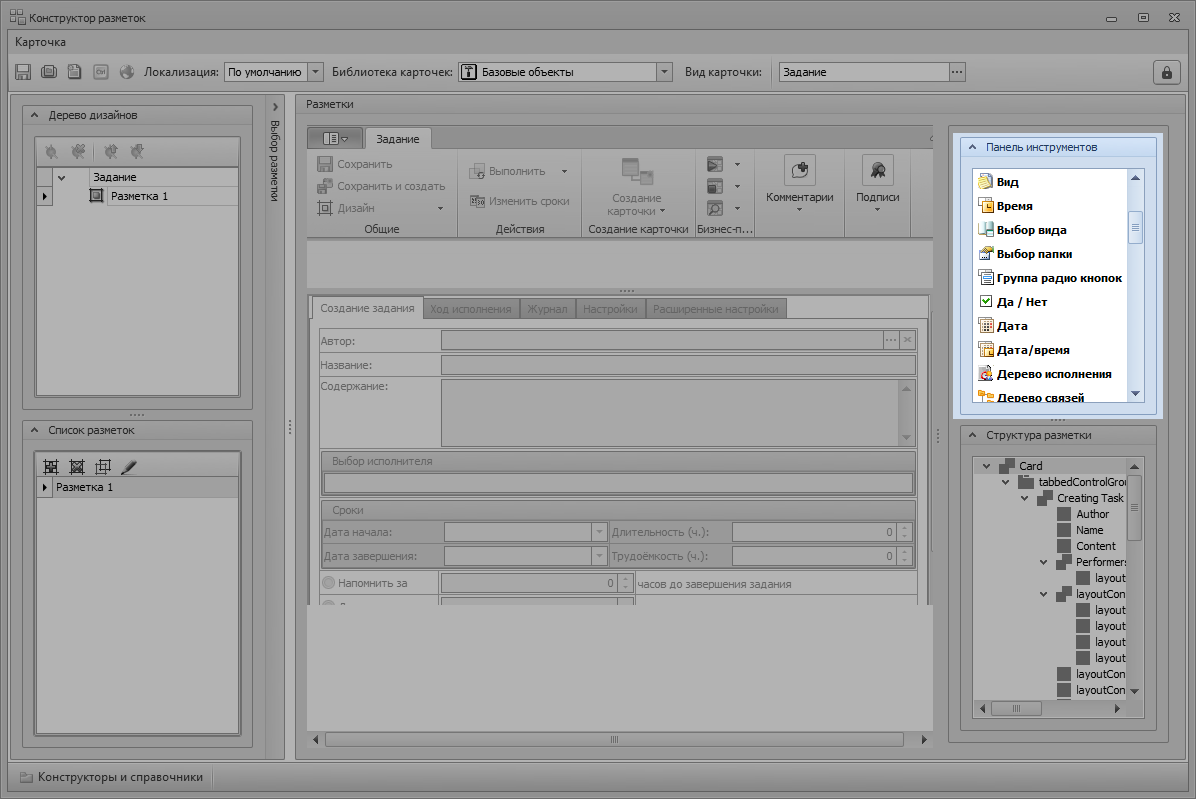 Конструктор разметок
Карточка
Локализация: По умолчанию Библиотека карточек: Базовые объекты Вид карточки: Задание
Дерево дизайнов
Задание
Разметка 1
Список разметок
Разметка 1
Выбор разметки
Разметки
Задание
Сохранить
Сохранить и создать
Дизайн
Общие
Выполнить
Изменить сроки
Действия
Создание
карточки
Создание карточки
Бизнес-п...
Комментарии
Подписи
Создание задания Ход исполнения Журнал Настройки Расширенные настройки
Автор:
Название:
Содержание:
Выбор исполнителя
Сроки
Дата начала: Длительность (ч.): 0
Дата завершения: Трудоёмкость (ч.): 0
Напомнить за 0 часов до завершения задания
Панель инструментов
Вид
Время
Выбор вида
Выбор папки
Группа радио кнопок
Да / Нет
Дата
Дата/время
Дерево исполнения
Дерево связей
Структура разметки
Card
tabbedControlGrou
Creating Task
Author
Name
Content
Performers
layout
layoutCon
layout
layout
layout
layout
layoutCon
layoutCon
Конструкторы и справочники